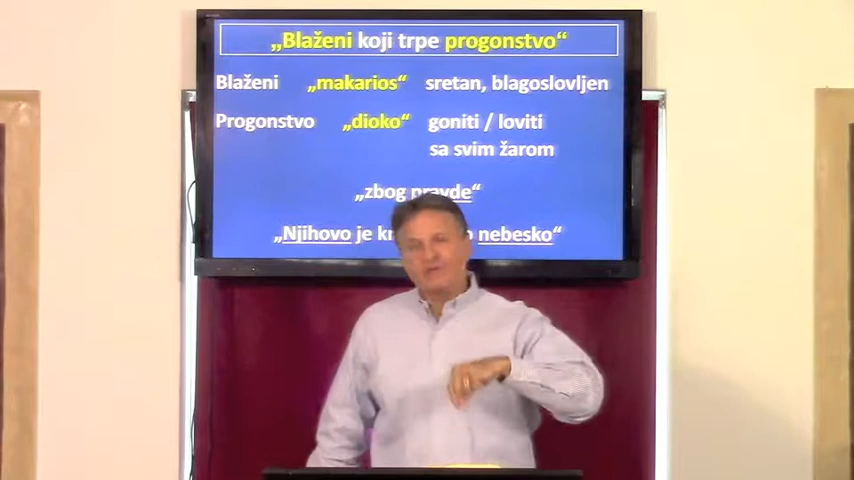 „Blaženi koji trpe progonstvo“
Blaženi „makarios“ sretan, blagoslovljen
Progonstvo „dioko“ goniti / loviti
sa svim žarom
„zbog pravde“
„Njihovo je nebesko“